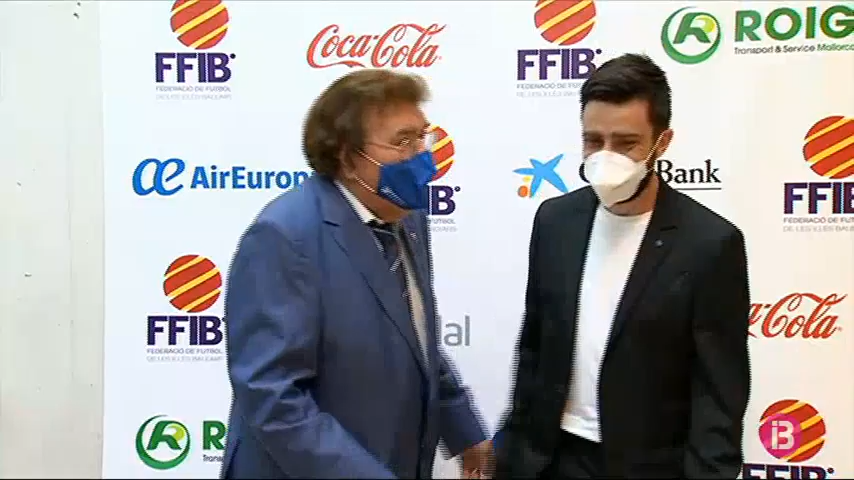 FFIB
FEDERACIÓ DE FUTBOL
DE LES ILLES BALEARS
Coca-Cola
FFIB
FEDERACIÓ DE FUTBOL
DE LES ILLES BALEARS
ROIG
Transport & Service Mallorca
AirEurop
B
Bank
FFIB
FEDERACIÓ DE FUTBOL
DE LES ILLES BALEARS
FFIB
FEDERACIÓ DE FUTBOL
DE LES ILLES BALEARS
al
Coca-Cola
R
Trans
FFIB